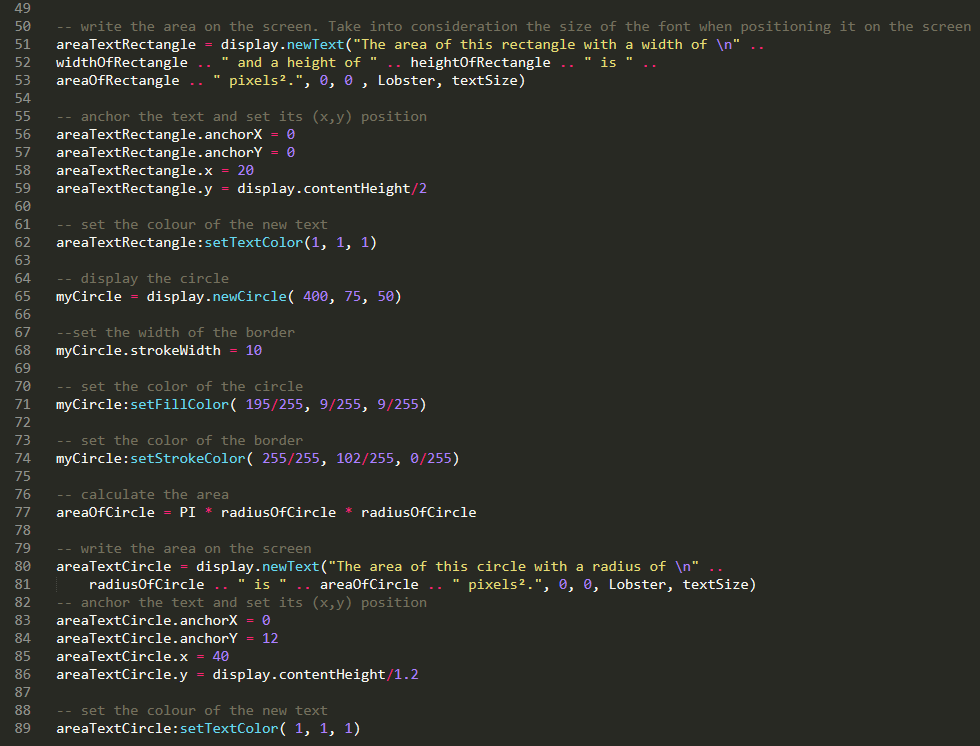 49
50 -- write the area on the screen. Take into consideration the size of the font when positioning it on the screen
51 areaTextRectangle = display.newText("The area of this rectangle with a width of \n" ..
52 widthOfRectangle .. " and a height of " .. heightOfRectangle .. " is " ..
53 areaOfRectangle .. " pixels².", 0, 0 , Lobster, textSize)
54
55 -- anchor the text and set its (x,y) position
56 areaTextRectangle.anchorX = 0
57 areaTextRectangle.anchorY = 0
58 areaTextRectangle.x = 20
59 areaTextRectangle.y = display.contentHeight/2
60
61 -- set the colour of the new text
62 areaTextRectangle:setTextColor(1, 1, 1)
63
64 -- display the circle
65 myCircle = display.newCircle( 400, 75, 50)
66
67 --set the width of the border
68 myCircle.strokeWidth = 10
69
70 -- set the color of the circle
71 myCircle:setFillColor( 195/255, 9/255, 9/255)
72
73 -- set the color of the border
74 myCircle:setStrokeColor( 255/255, 102/255, 0/255)
75
76 -- calculate the area
77 areaOfCircle = PI * radiusOfCircle * radiusOfCircle
78
79 -- write the area on the screen
80 areaTextCircle = display.newText("The area of this circle with a radius of \n" ..
81     radiusOfCircle .. " is " .. areaOfCircle .. " pixels².", 0, 0, Lobster, textSize)
82 -- anchor the text and set its (x,y) position
83 areaTextCircle.anchorX = 0
84 areaTextCircle.anchorY = 12
85 areaTextCircle.x = 40
86 areaTextCircle.y = display.contentHeight/1.2
87
88 -- set the colour of the new text
89 areaTextCircle:setTextColor( 1, 1, 1)